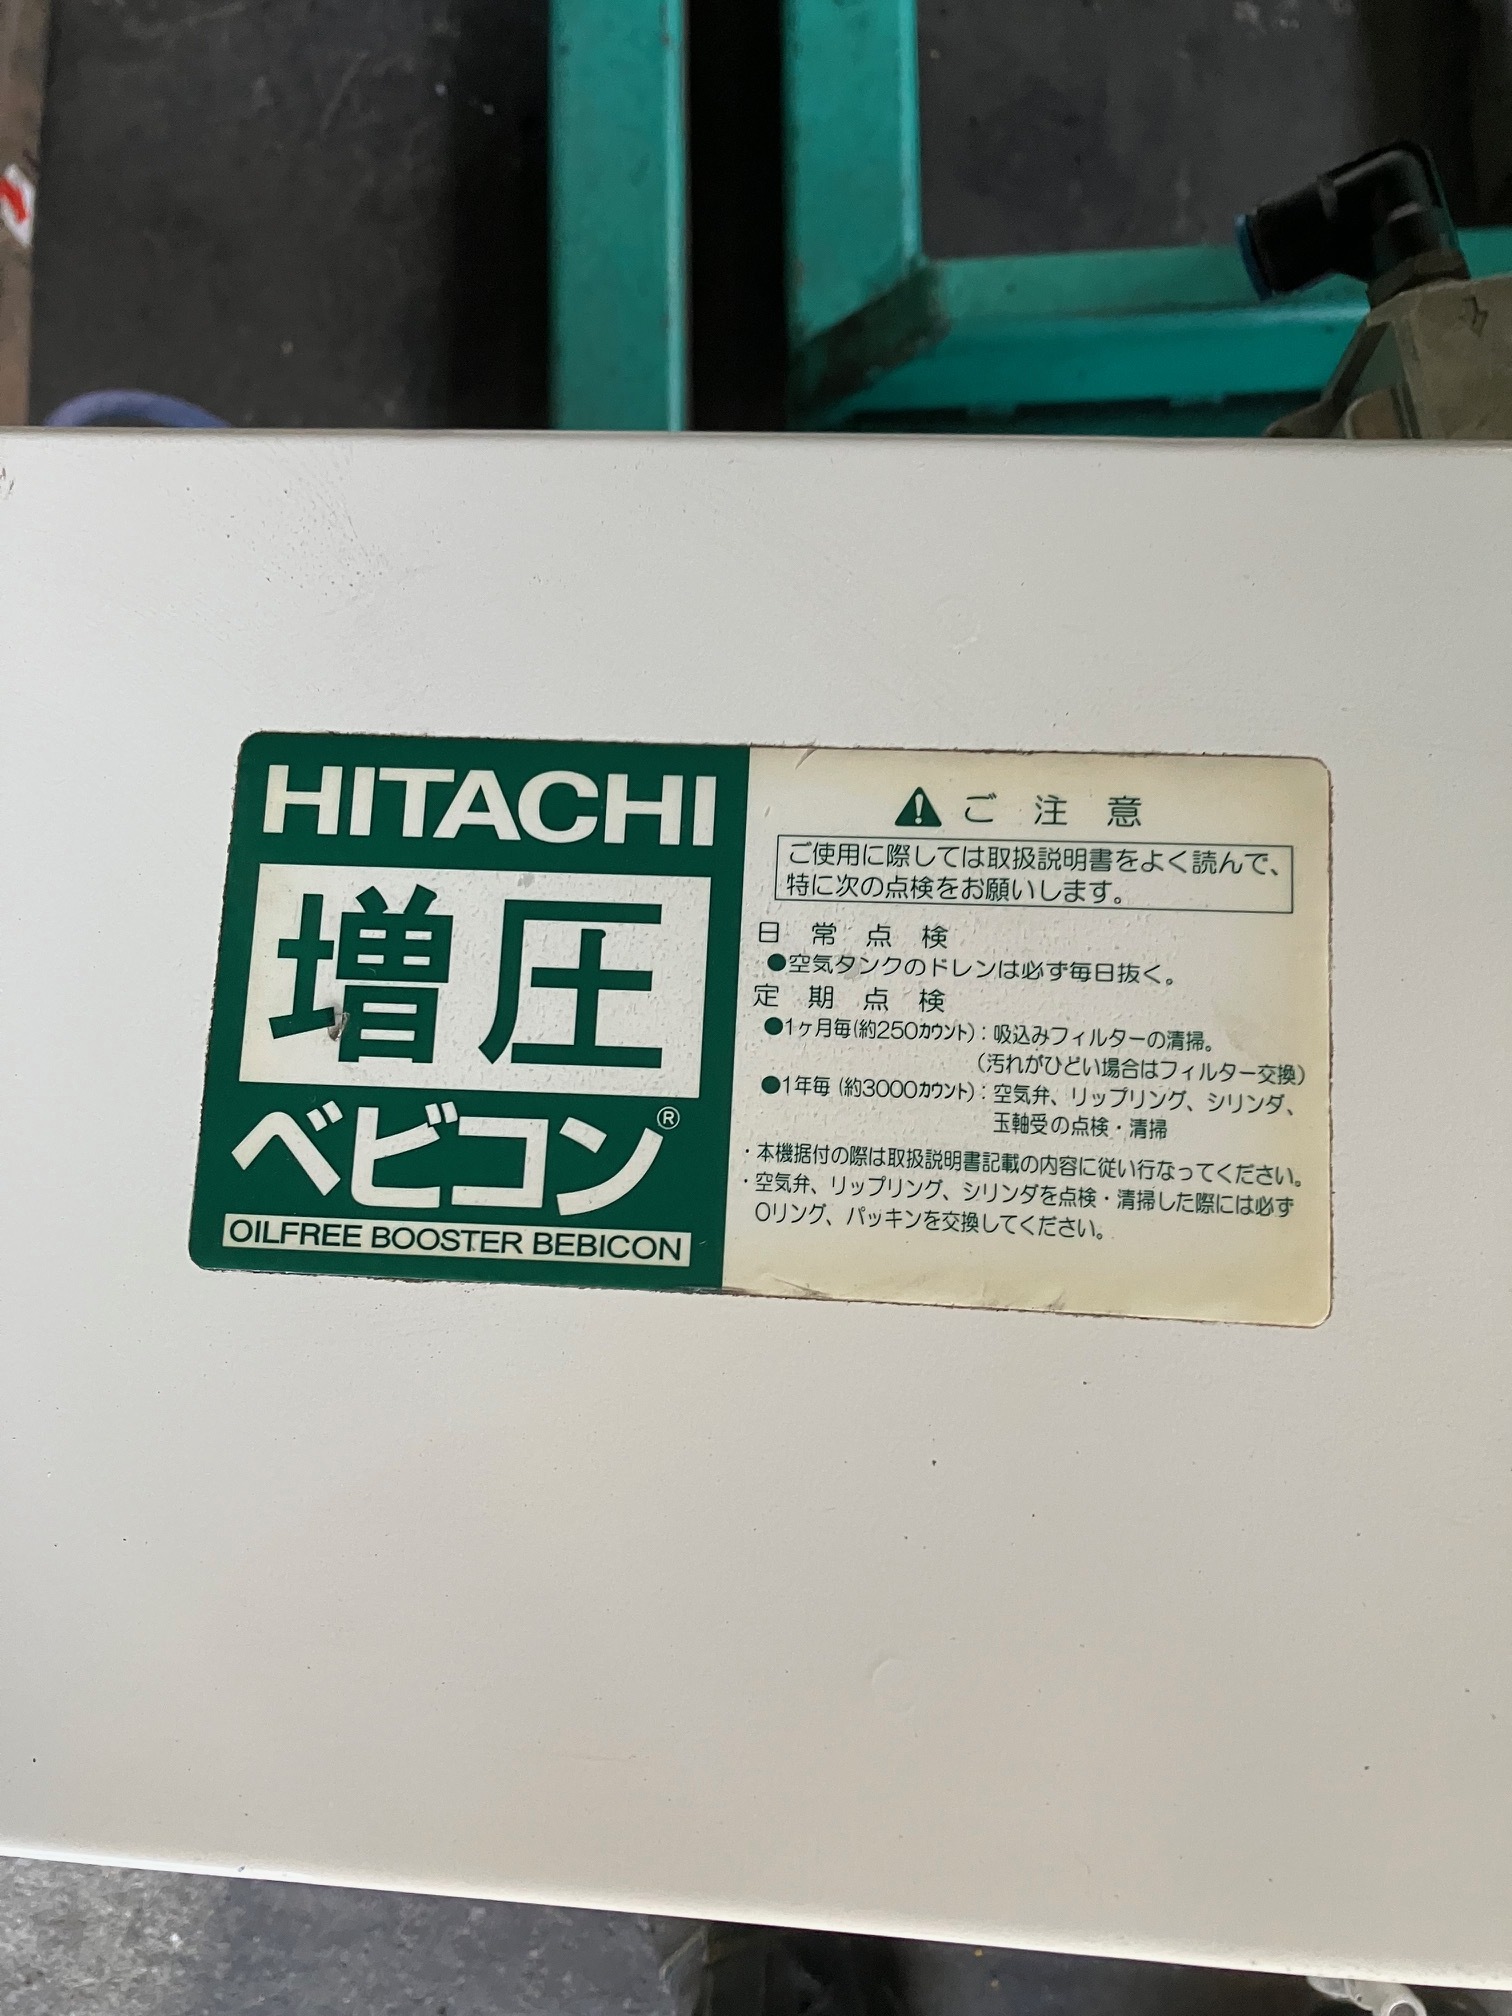 HITACHI
増圧
ベビコン®
OILFREE BOOSTER BEBICON
ご注意
ご使用に際しては取扱説明書をよく読んで、
特に次の点検をお願いします。
日常点検
●空気タンクのドレンは必ず毎日抜く。
定期点検
●1ヶ月毎(約250カウント)：吸込みフィルターの清掃。
(汚れがひどい場合はフィルター交換)
●1年毎(約3000カウント)：空気弁、リップリング、シリンダ、
玉軸受の点検・清掃
・本機据付の際は取扱説明書記載の内容に従い行なってください。
・空気弁、リップリング、シリンダを点検・清掃した際には必ず
Oリング、パッキンを交換してください。